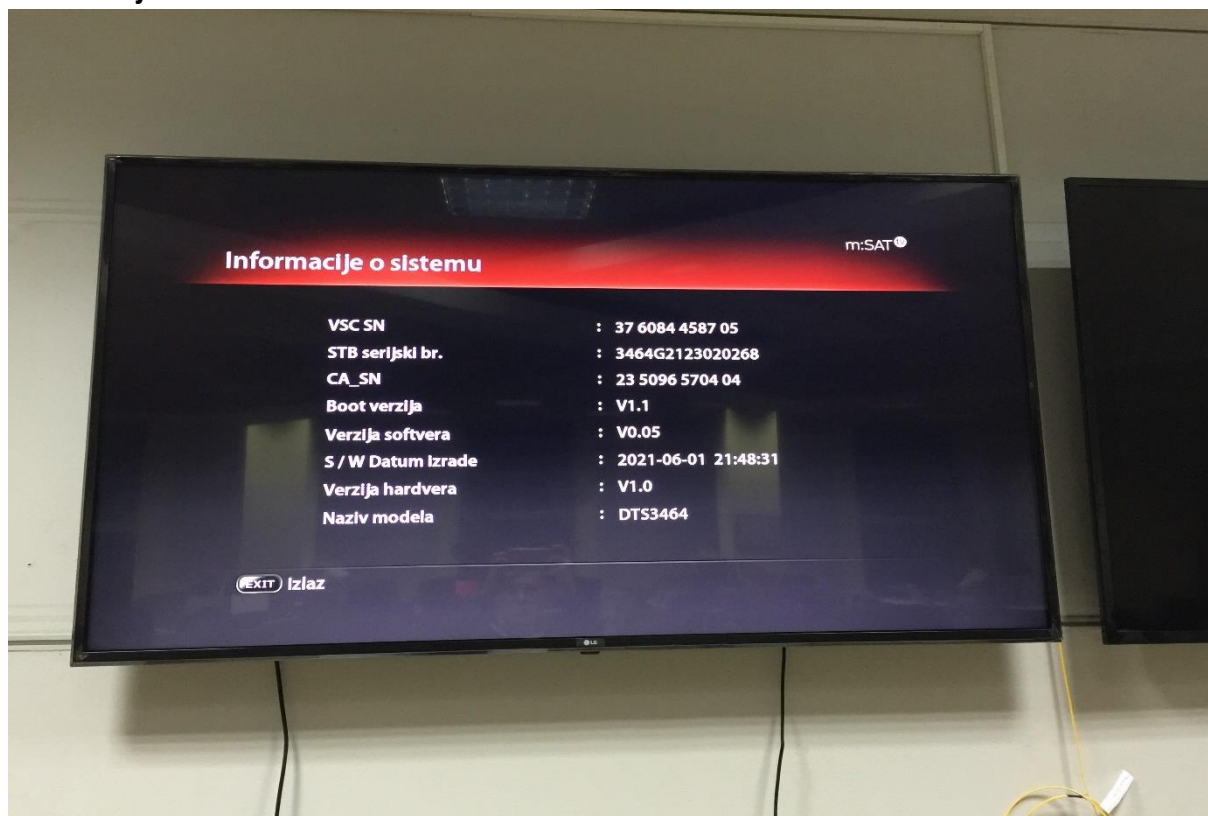 m:SAT
Informacije o sistemu
VSC SN : 37 6084 4587 05
STB serijski br. : 3464G2123020268
CA_SN : 23 5096 5704 04
Boot verzija : V1.1
Verzija softvera : V0.05
S / W Datum izrade : 2021-06-01 21:48:31
Verzija hardvera : V1.0
Naziv modela : DTS3464
EXIT Izlaz
LG